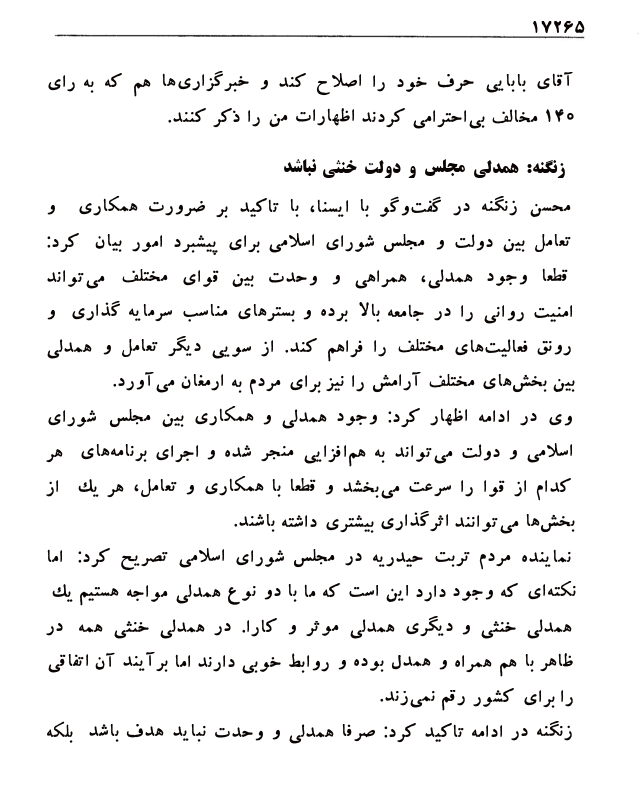 ۱۷۲۶۵
آقای بابایی حرف خود را اصلاح کند و خبرگزاری‌ها هم که به رای
۱۴۰ مخالف بی‌احترامی کردند اظهارات من را ذکر کنند.
زنگنه: همدلی مجلس و دولت خنثی نباشد
محسن زنگنه در گفت‌وگو با ایسنا، با تاکید بر ضرورت همکاری و
تعامل بین دولت و مجلس شورای اسلامی برای پیشبرد امور بیان کرد:
قطعا وجود همدلی، همراهی و وحدت بین قوای مختلف می‌تواند
امنیت روانی را در جامعه بالا برده و بسترهای مناسب سرمایه گذاری و
رونق فعالیت‌های مختلف را فراهم کند. از سویی دیگر تعامل و همدلی
بین بخش‌های مختلف آرامش را نیز برای مردم به ارمغان می‌آورد.
وی در ادامه اظهار کرد: وجود همدلی و همکاری بین مجلس شورای
اسلامی و دولت می‌تواند به هم‌افزایی منجر شده و اجرای برنامه‌های هر
کدام از قوا را سرعت می‌بخشد و قطعا با همکاری و تعامل، هر یك از
بخش‌ها می‌توانند اثرگذاری بیشتری داشته باشند.
نماینده مردم تربت حیدریه در مجلس شورای اسلامی تصریح کرد: اما
نکته‌ای که وجود دارد این است که ما با دو نوع همدلی مواجه هستیم یك
همدلی خنثی و دیگری همدلی موثر و کارا. در همدلی خنثی همه در
ظاهر با هم همراه و همدل بوده و روابط خوبی دارند اما برآیند آن اتفاقی
را برای کشور رقم نمی‌زند.
زنگنه در ادامه تاکید کرد: صرفا همدلی و وحدت نباید هدف باشد بلکه